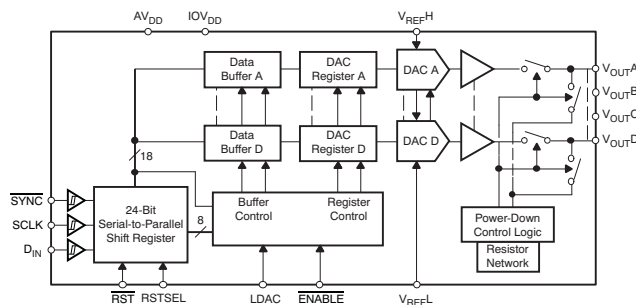 AVDD IOVDD VREFH
Data Buffer A
DAC Register A
DAC A
VOUTA
VOUTB
VOUTC
VOUTD
Data Buffer D
DAC Register D
DAC D
18
SYNC
SCLK
DIN
24-Bit
Serial-to-Parallel
Shift Register
8
Buffer
Control
Register
Control
Power-Down
Control Logic
Resistor
Network
RST RSTSEL LDAC ENABLE VREFL